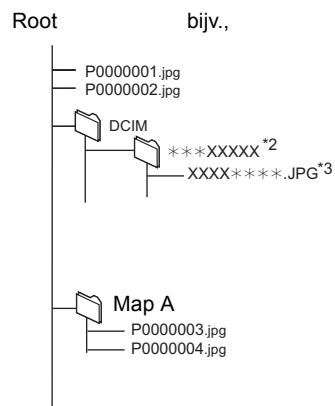 Root bijv.,
P0000001.jpg
P0000002.jpg
DCIM
***XXXXX*2
XXXX****.JPG*3
Map A
P0000003.jpg
P0000004.jpg